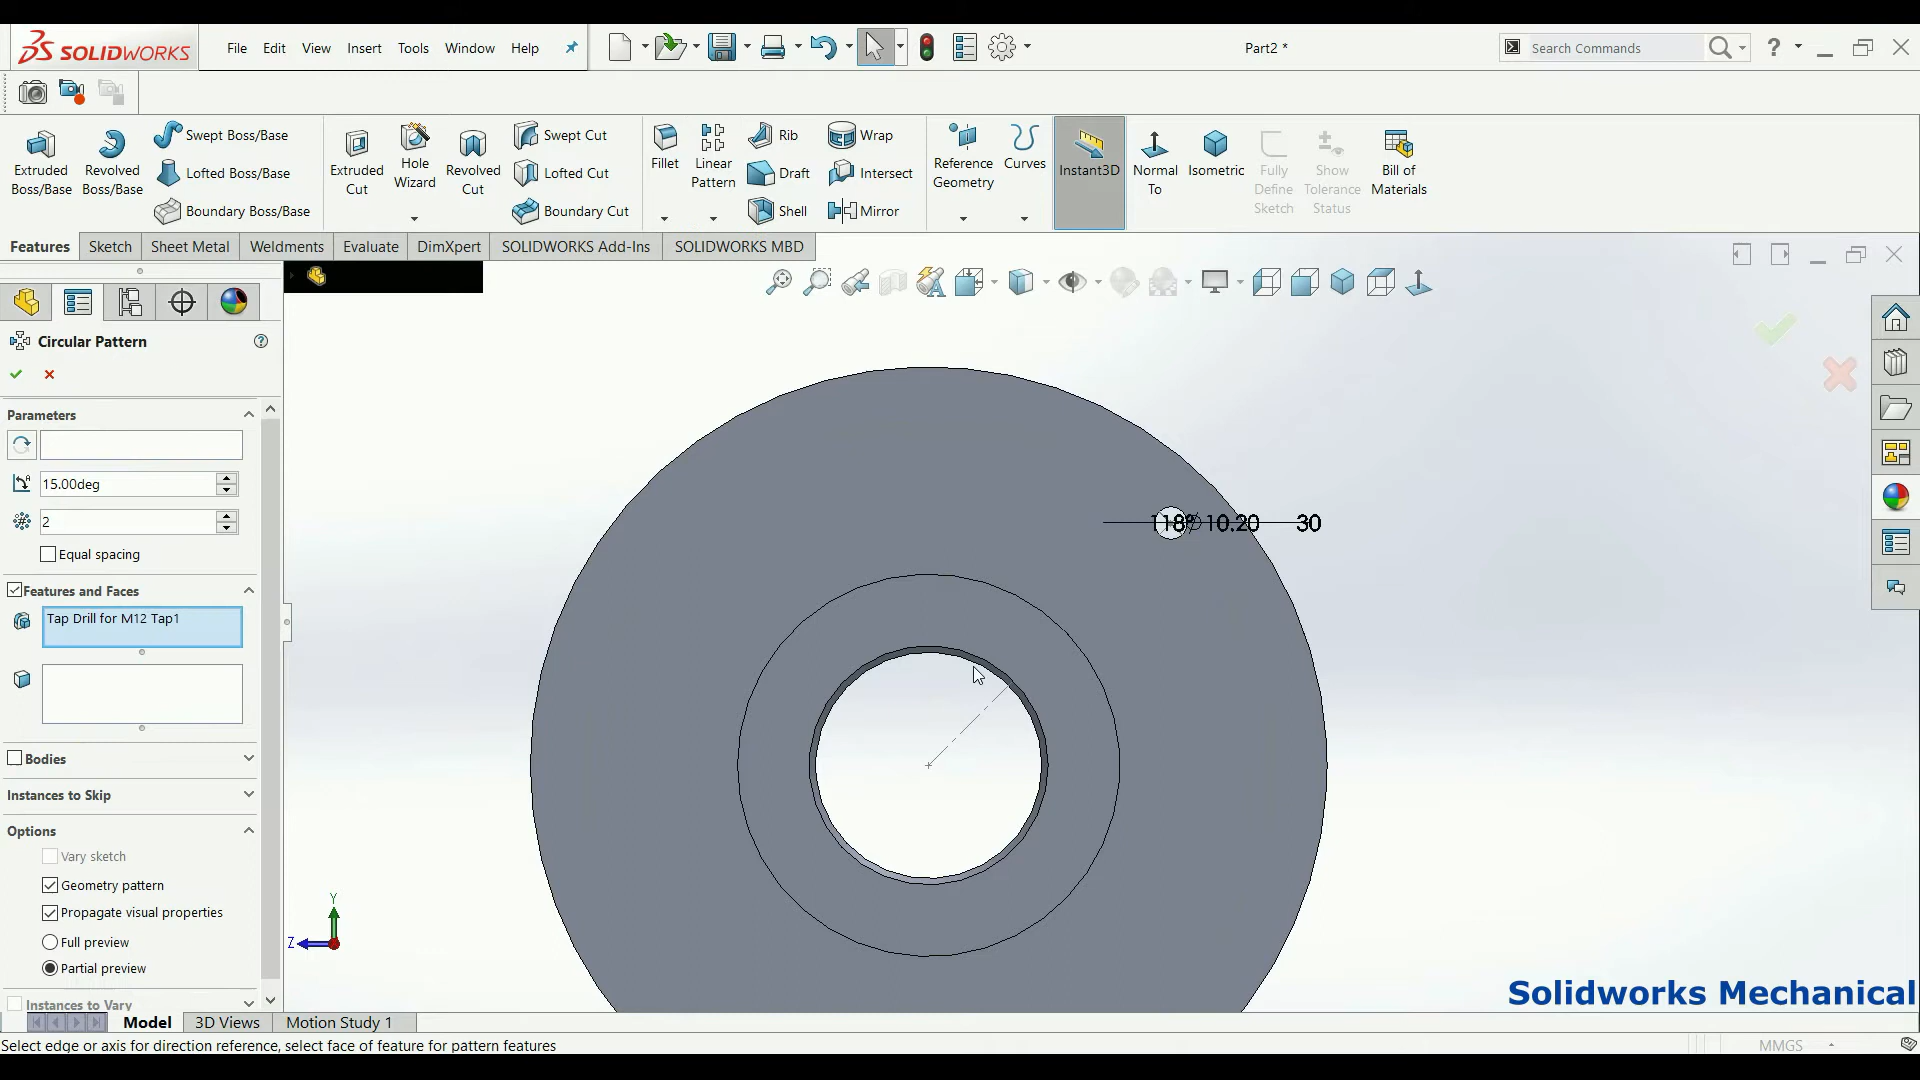 SOLIDWORKS
File Edit View Insert Tools Window Help
Part2 *
Search Commands
Extruded Boss/Base
Revolved Boss/Base
Swept Boss/Base
Lofted Boss/Base
Boundary Boss/Base
Extruded Cut
Hole Wizard
Revolved Cut
Swept Cut
Lofted Cut
Boundary Cut
Fillet
Linear Pattern
Rib
Draft
Shell
Wrap
Intersect
Mirror
Reference Geometry
Curves
Instant3D
Normal To
Isometric
Fully Define Sketch
Show Tolerance Status
Bill of Materials
Features Sketch Sheet Metal Weldments Evaluate DimXpert SOLIDWORKS Add-Ins SOLIDWORKS MBD
Circular Pattern
Parameters
15.00deg
2
Equal spacing
Features and Faces
Tap Drill for M12 Tap1
Bodies
Instances to Skip
Options
Vary sketch
Geometry pattern
Propagate visual properties
Full preview
Partial preview
Instances to Vary
118° ∅10.20 30
Y
Z
Solidworks Mechanical
Model 3D Views Motion Study 1
Select edge or axis for direction reference, select face of feature for pattern features
MMGS